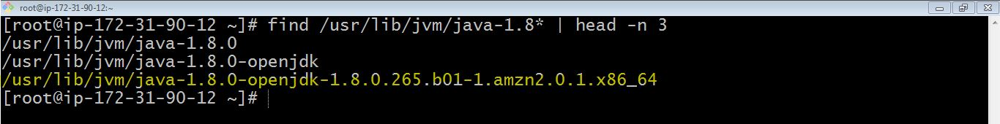 root@ip-172-31-90-12:~
[root@ip-172-31-90-12 ~]# find /usr/lib/jvm/java-1.8* | head -n 3
/usr/lib/jvm/java-1.8.0
/usr/lib/jvm/java-1.8.0-openjdk
/usr/lib/jvm/java-1.8.0-openjdk-1.8.0.265.b01-1.amzn2.0.1.x86_64
[root@ip-172-31-90-12 ~]#